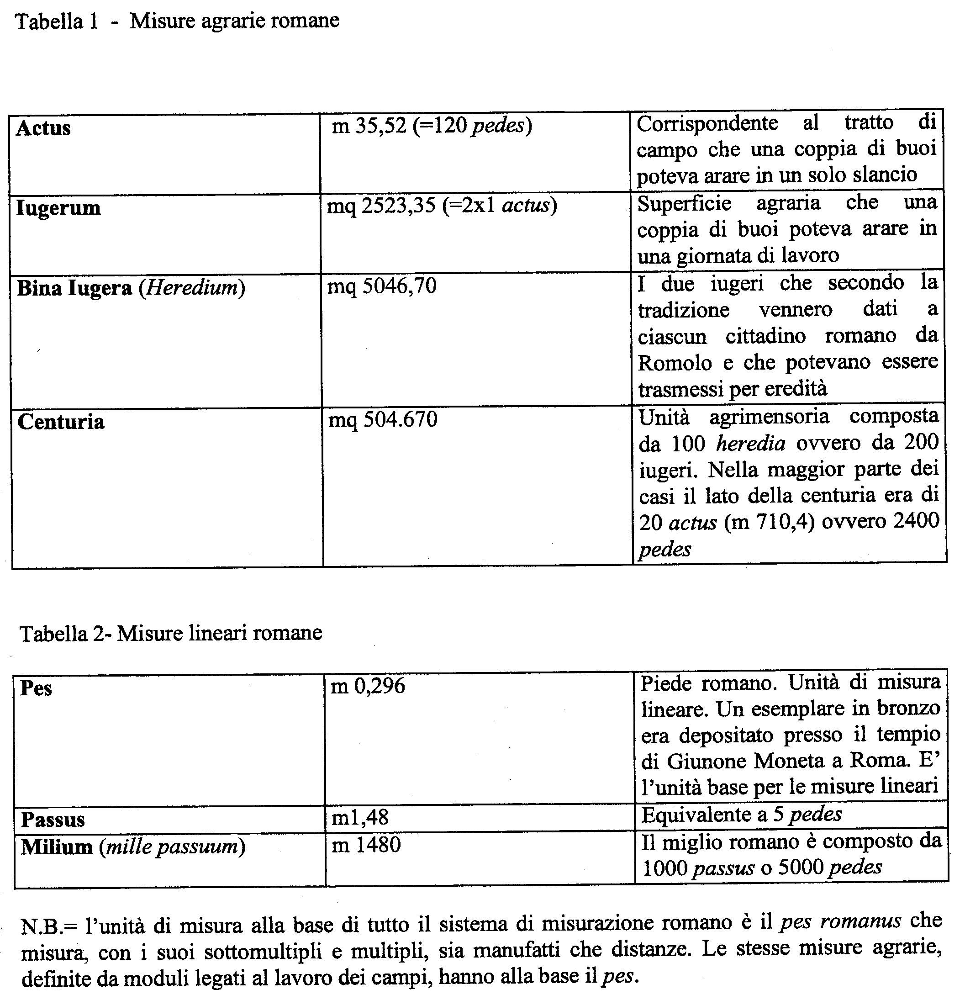 Tabella 1 - Misure agrarie romane
Actus
m 35,52 (=120 pedes)
Corrispondente al tratto di
campo che una coppia di buoi
poteva arare in un solo slancio
Iugerum
mq 2523,35 (=2x1 actus)
Superficie agraria che una
coppia di buoi poteva arare in
una giornata di lavoro
Bina Iugera (Heredium)
mq 5046,70
I due iugeri che secondo la
tradizione vennero dati a
ciascun cittadino romano da
Romolo e che potevano essere
trasmessi per eredità
Centuria
mq 504.670
Unità agrimensoria composta
da 100 heredia ovvero da 200
iugeri. Nella maggior parte dei
casi il lato della centuria era di
20 actus (m 710,4) ovvero 2400
pedes
Tabella 2- Misure lineari romane
Pes
m 0,296
Piede romano. Unità di misura
lineare. Un esemplare in bronzo
era depositato presso il tempio
di Giunone Moneta a Roma. E’
l’unità base per le misure lineari
Passus
m1,48
Equivalente a 5 pedes
Milium (mille passuum)
m 1480
Il miglio romano è composto da
1000 passus o 5000 pedes
N.B.= l’unità di misura alla base di tutto il sistema di misurazione romano è il pes romanus che
misura, con i suoi sottomultipli e multipli, sia manufatti che distanze. Le stesse misure agrarie,
definite da moduli legati al lavoro dei campi, hanno alla base il pes.